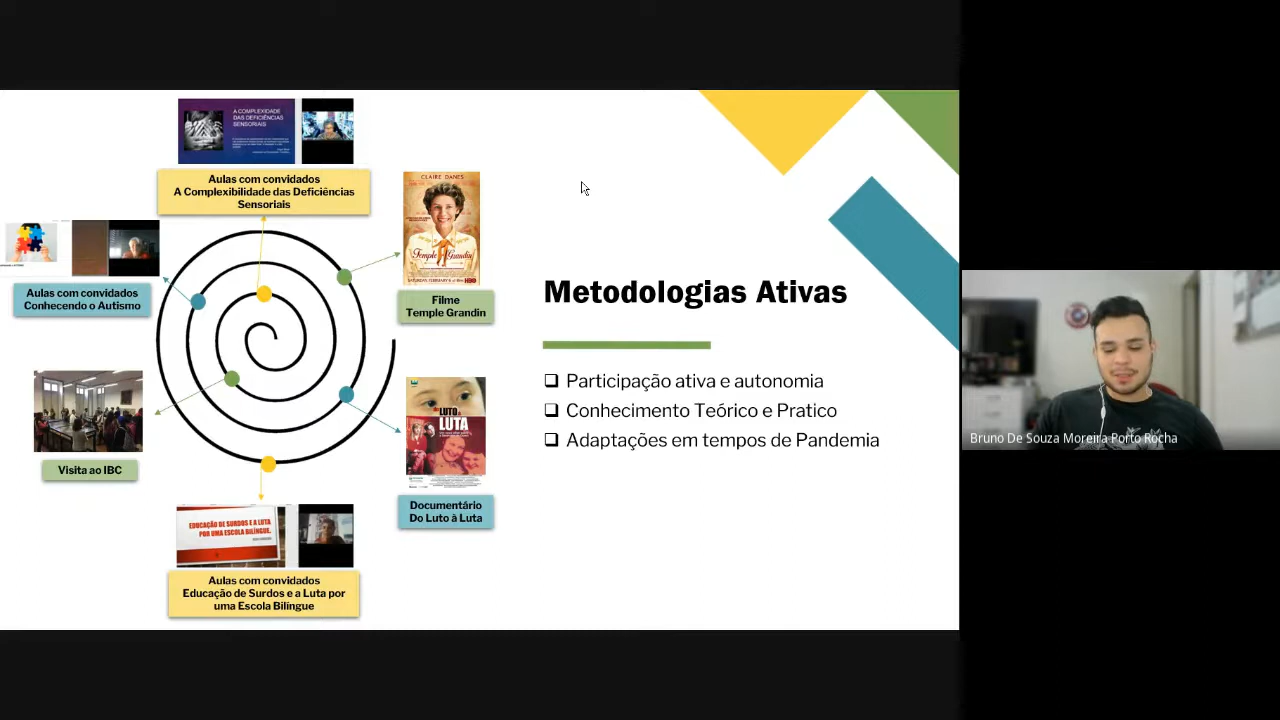 A COMPLEXIDADE
DAS DEFICIÊNCIAS
SENSORIAIS
Aulas com convidados
A Complexibilidade das Deficiências
Sensoriais
CLAIRE DANES
Temple Grandin
HBO
Filme
Temple Grandin
Aulas com convidados
Conhecendo o Autismo
Metodologias Ativas
❑ Participação ativa e autonomia
❑ Conhecimento Teórico e Pratico
❑ Adaptações em tempos de Pandemia
Visita ao IBC
LUTO
LUTA
Documentário
Do Luto à Luta
EDUCAÇÃO DE SURDOS E A LUTA
POR UMA ESCOLA BILÍNGUE.
Aulas com convidados
Educação de Surdos e a Luta por
uma Escola Bilíngue
Bruno De Souza Moreira Porto Rocha